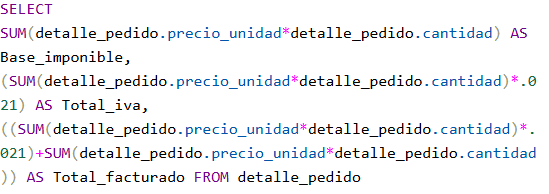 SELECT
SUM(detalle_pedido.precio_unidad*detalle_pedido.cantidad) AS
Base_imponible,
(SUM(detalle_pedido.precio_unidad*detalle_pedido.cantidad)*.0
21) AS Total_iva,
((SUM(detalle_pedido.precio_unidad*detalle_pedido.cantidad)*.
021)+SUM(detalle_pedido.precio_unidad*detalle_pedido.cantidad
)) AS Total_facturado FROM detalle_pedido